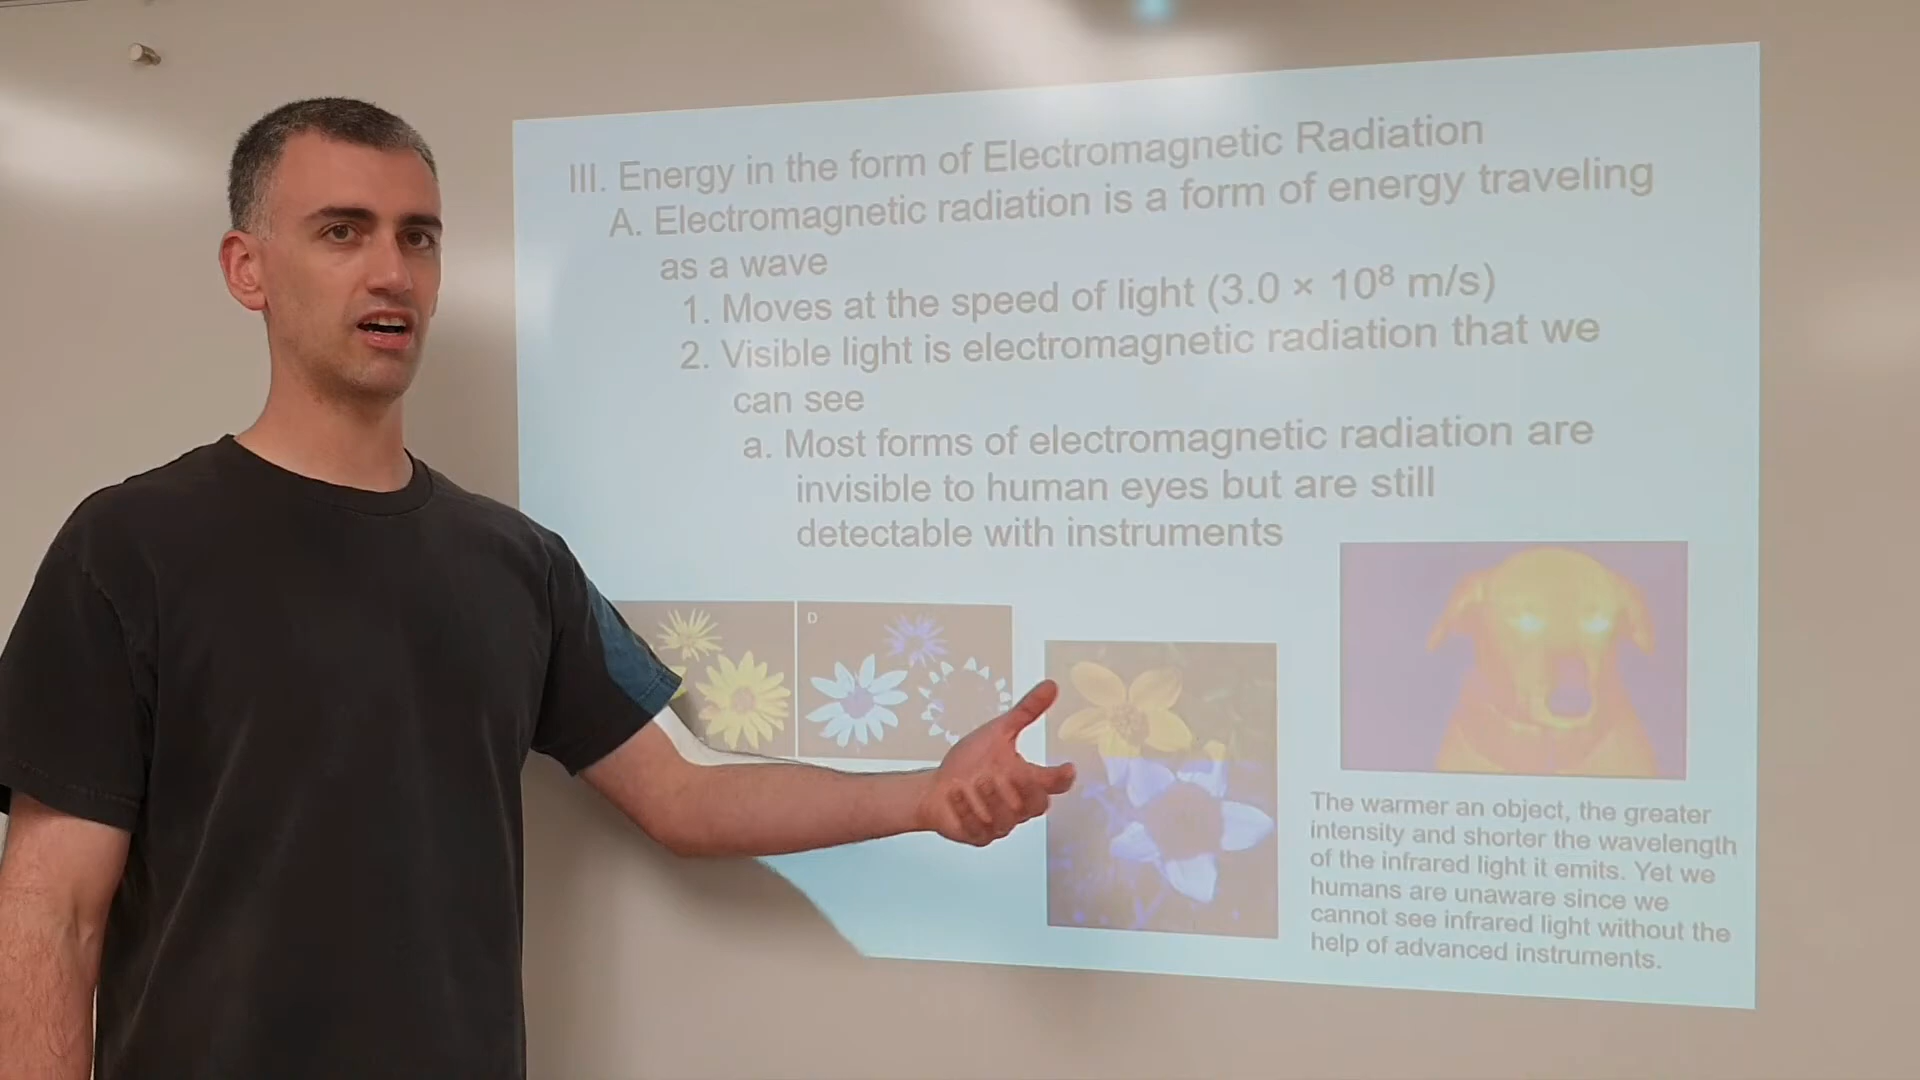 III. Energy in the form of Electromagnetic Radiation
A. Electromagnetic radiation is a form of energy traveling
as a wave
1. Moves at the speed of light (3.0 × 10⁸ m/s)
2. Visible light is electromagnetic radiation that we
can see
a. Most forms of electromagnetic radiation are
invisible to human eyes but are still
detectable with instruments
D
The warmer an object, the greater
intensity and shorter the wavelength
of the infrared light it emits. Yet we
humans are unaware since we
cannot see infrared light without the
help of advanced instruments.